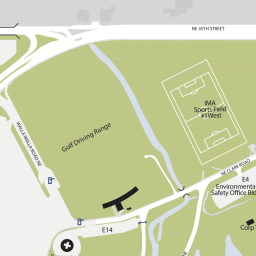 NE 45TH STREET
IMA
Sports Field
#1West
Golf Driving Range
WALLA WALLA ROAD NE
NE CLARK ROAD
E4
Environmental
Safety Office Bld
E14
Corp